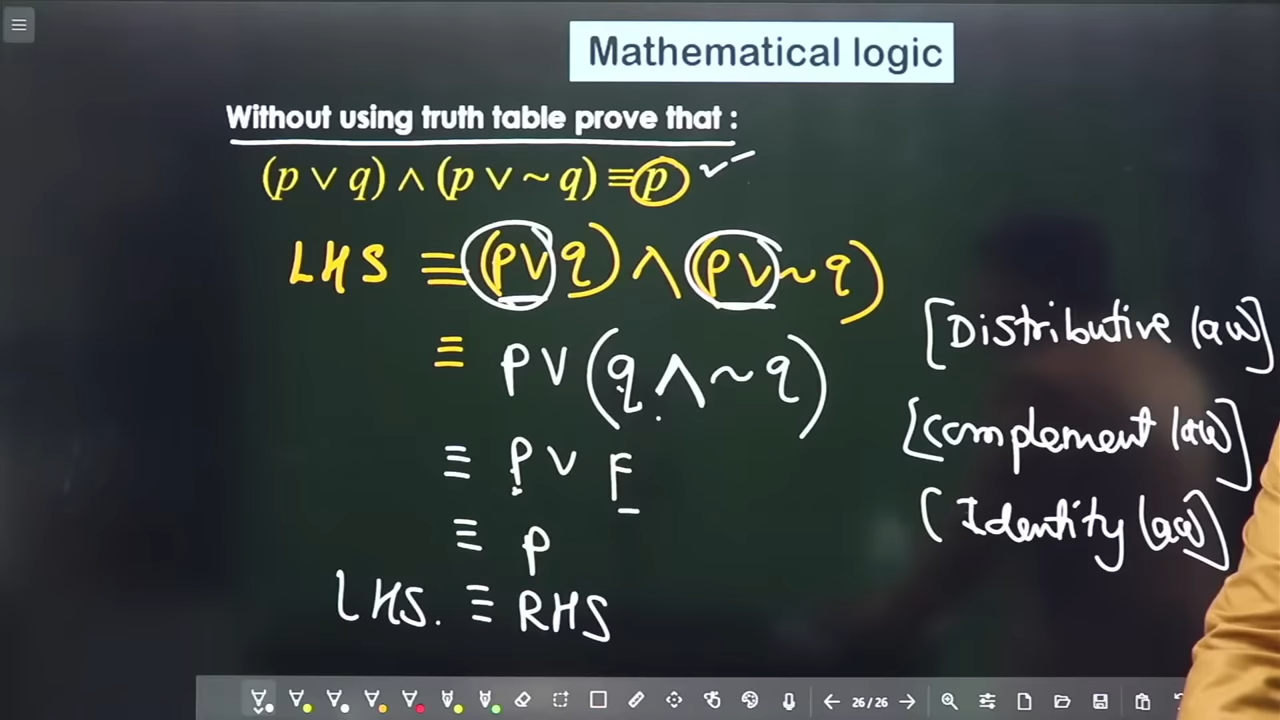 Mathematical logic
Without using truth table prove that :
(p ∨ q) ∧ (p ∨ ~ q) ≡ p
LHS ≡ (p∨q) ∧ (p∨~q)
≡ p∨(q∧~q) [Distributive law]
≡ p∨F [Complement law]
≡ p [Identity law]
LHS. ≡ RHS
26/26